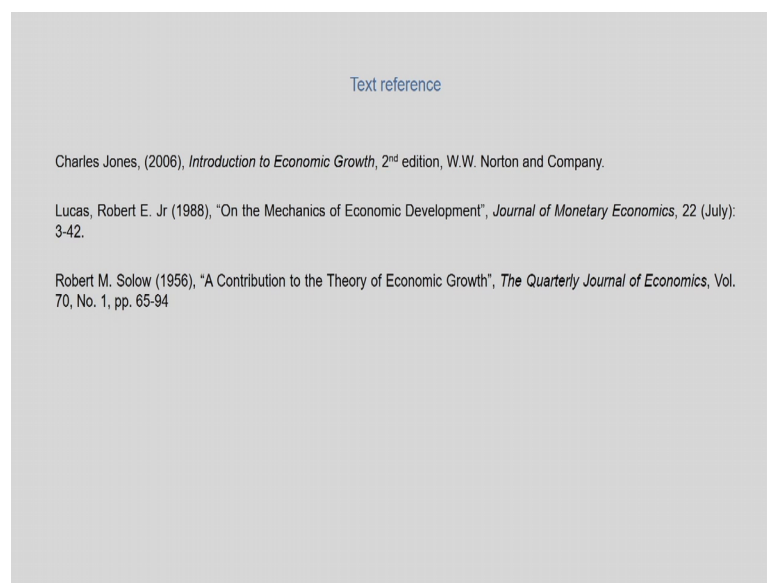 Text reference
Charles Jones, (2006), Introduction to Economic Growth, 2nd edition, W.W. Norton and Company.
Lucas, Robert E. Jr (1988), “On the Mechanics of Economic Development”, Journal of Monetary Economics, 22 (July):
3-42.
Robert M. Solow (1956), “A Contribution to the Theory of Economic Growth”, The Quarterly Journal of Economics, Vol.
70, No. 1, pp. 65-94